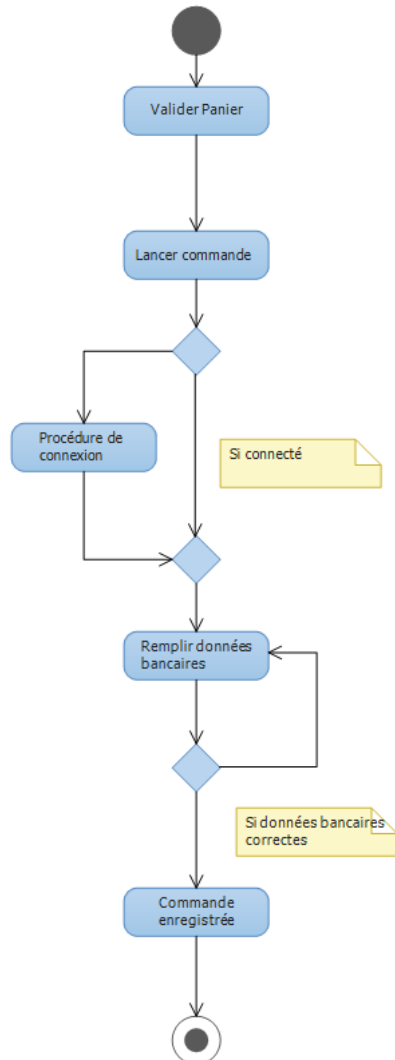 Valider Panier
Lancer commande
Procédure de
connexion
Si connecté
Remplir données
bancaires
Si données bancaires
correctes
Commande
enregistrée